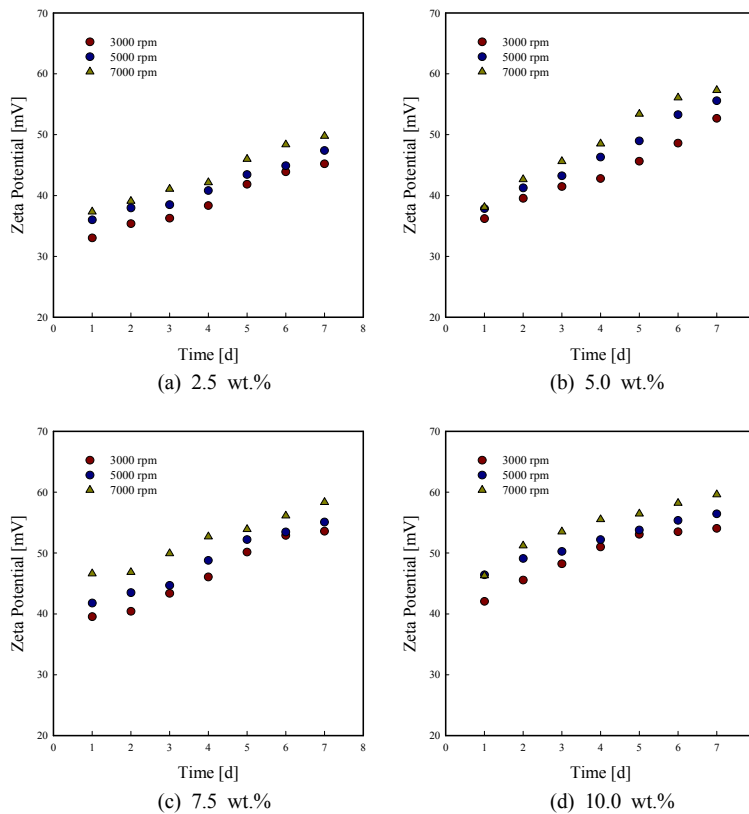 70
60
50
40
30
20
Zeta Potential [mV]
3000 rpm
5000 rpm
7000 rpm
0 1 2 3 4 5 6 7 8
Time [d]
(a) 2.5 wt.%
70
60
50
40
30
20
Zeta Potential [mV]
3000 rpm
5000 rpm
7000 rpm
0 1 2 3 4 5 6 7
Time [d]
(b) 5.0 wt.%
70
60
50
40
30
20
Zeta Potential [mV]
3000 rpm
5000 rpm
7000 rpm
0 1 2 3 4 5 6 7 8
Time [d]
(c) 7.5 wt.%
70
60
50
40
30
20
Zeta Potential [mV]
3000 rpm
5000 rpm
7000 rpm
0 1 2 3 4 5 6 7
Time [d]
(d) 10.0 wt.%